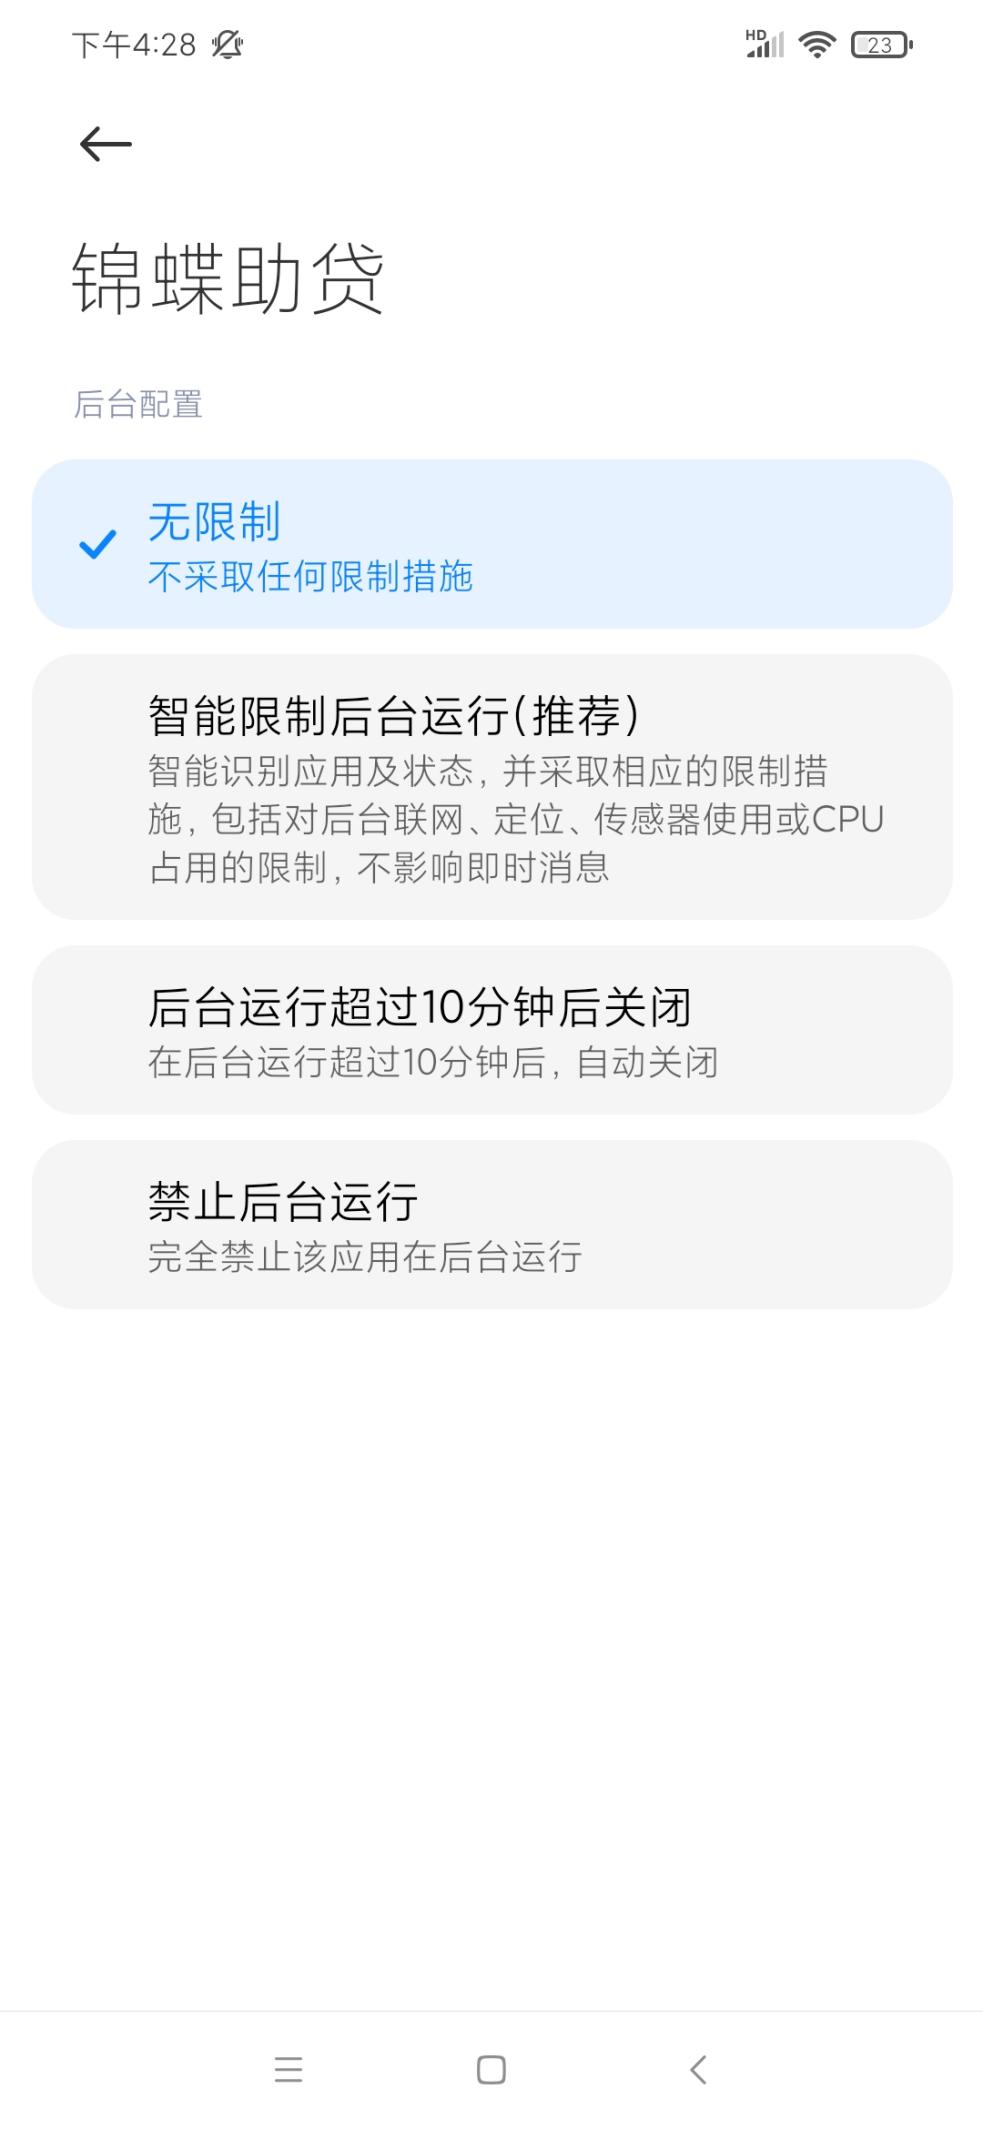 下午4:28
HD
23
锦蝶助贷
后台配置
无限制
不采取任何限制措施
智能限制后台运行(推荐)
智能识别应用及状态, 并采取相应的限制措
施, 包括对后台联网、定位、传感器使用或CPU
占用的限制, 不影响即时消息
后台运行超过10分钟后关闭
在后台运行超过10分钟后, 自动关闭
禁止后台运行
完全禁止该应用在后台运行